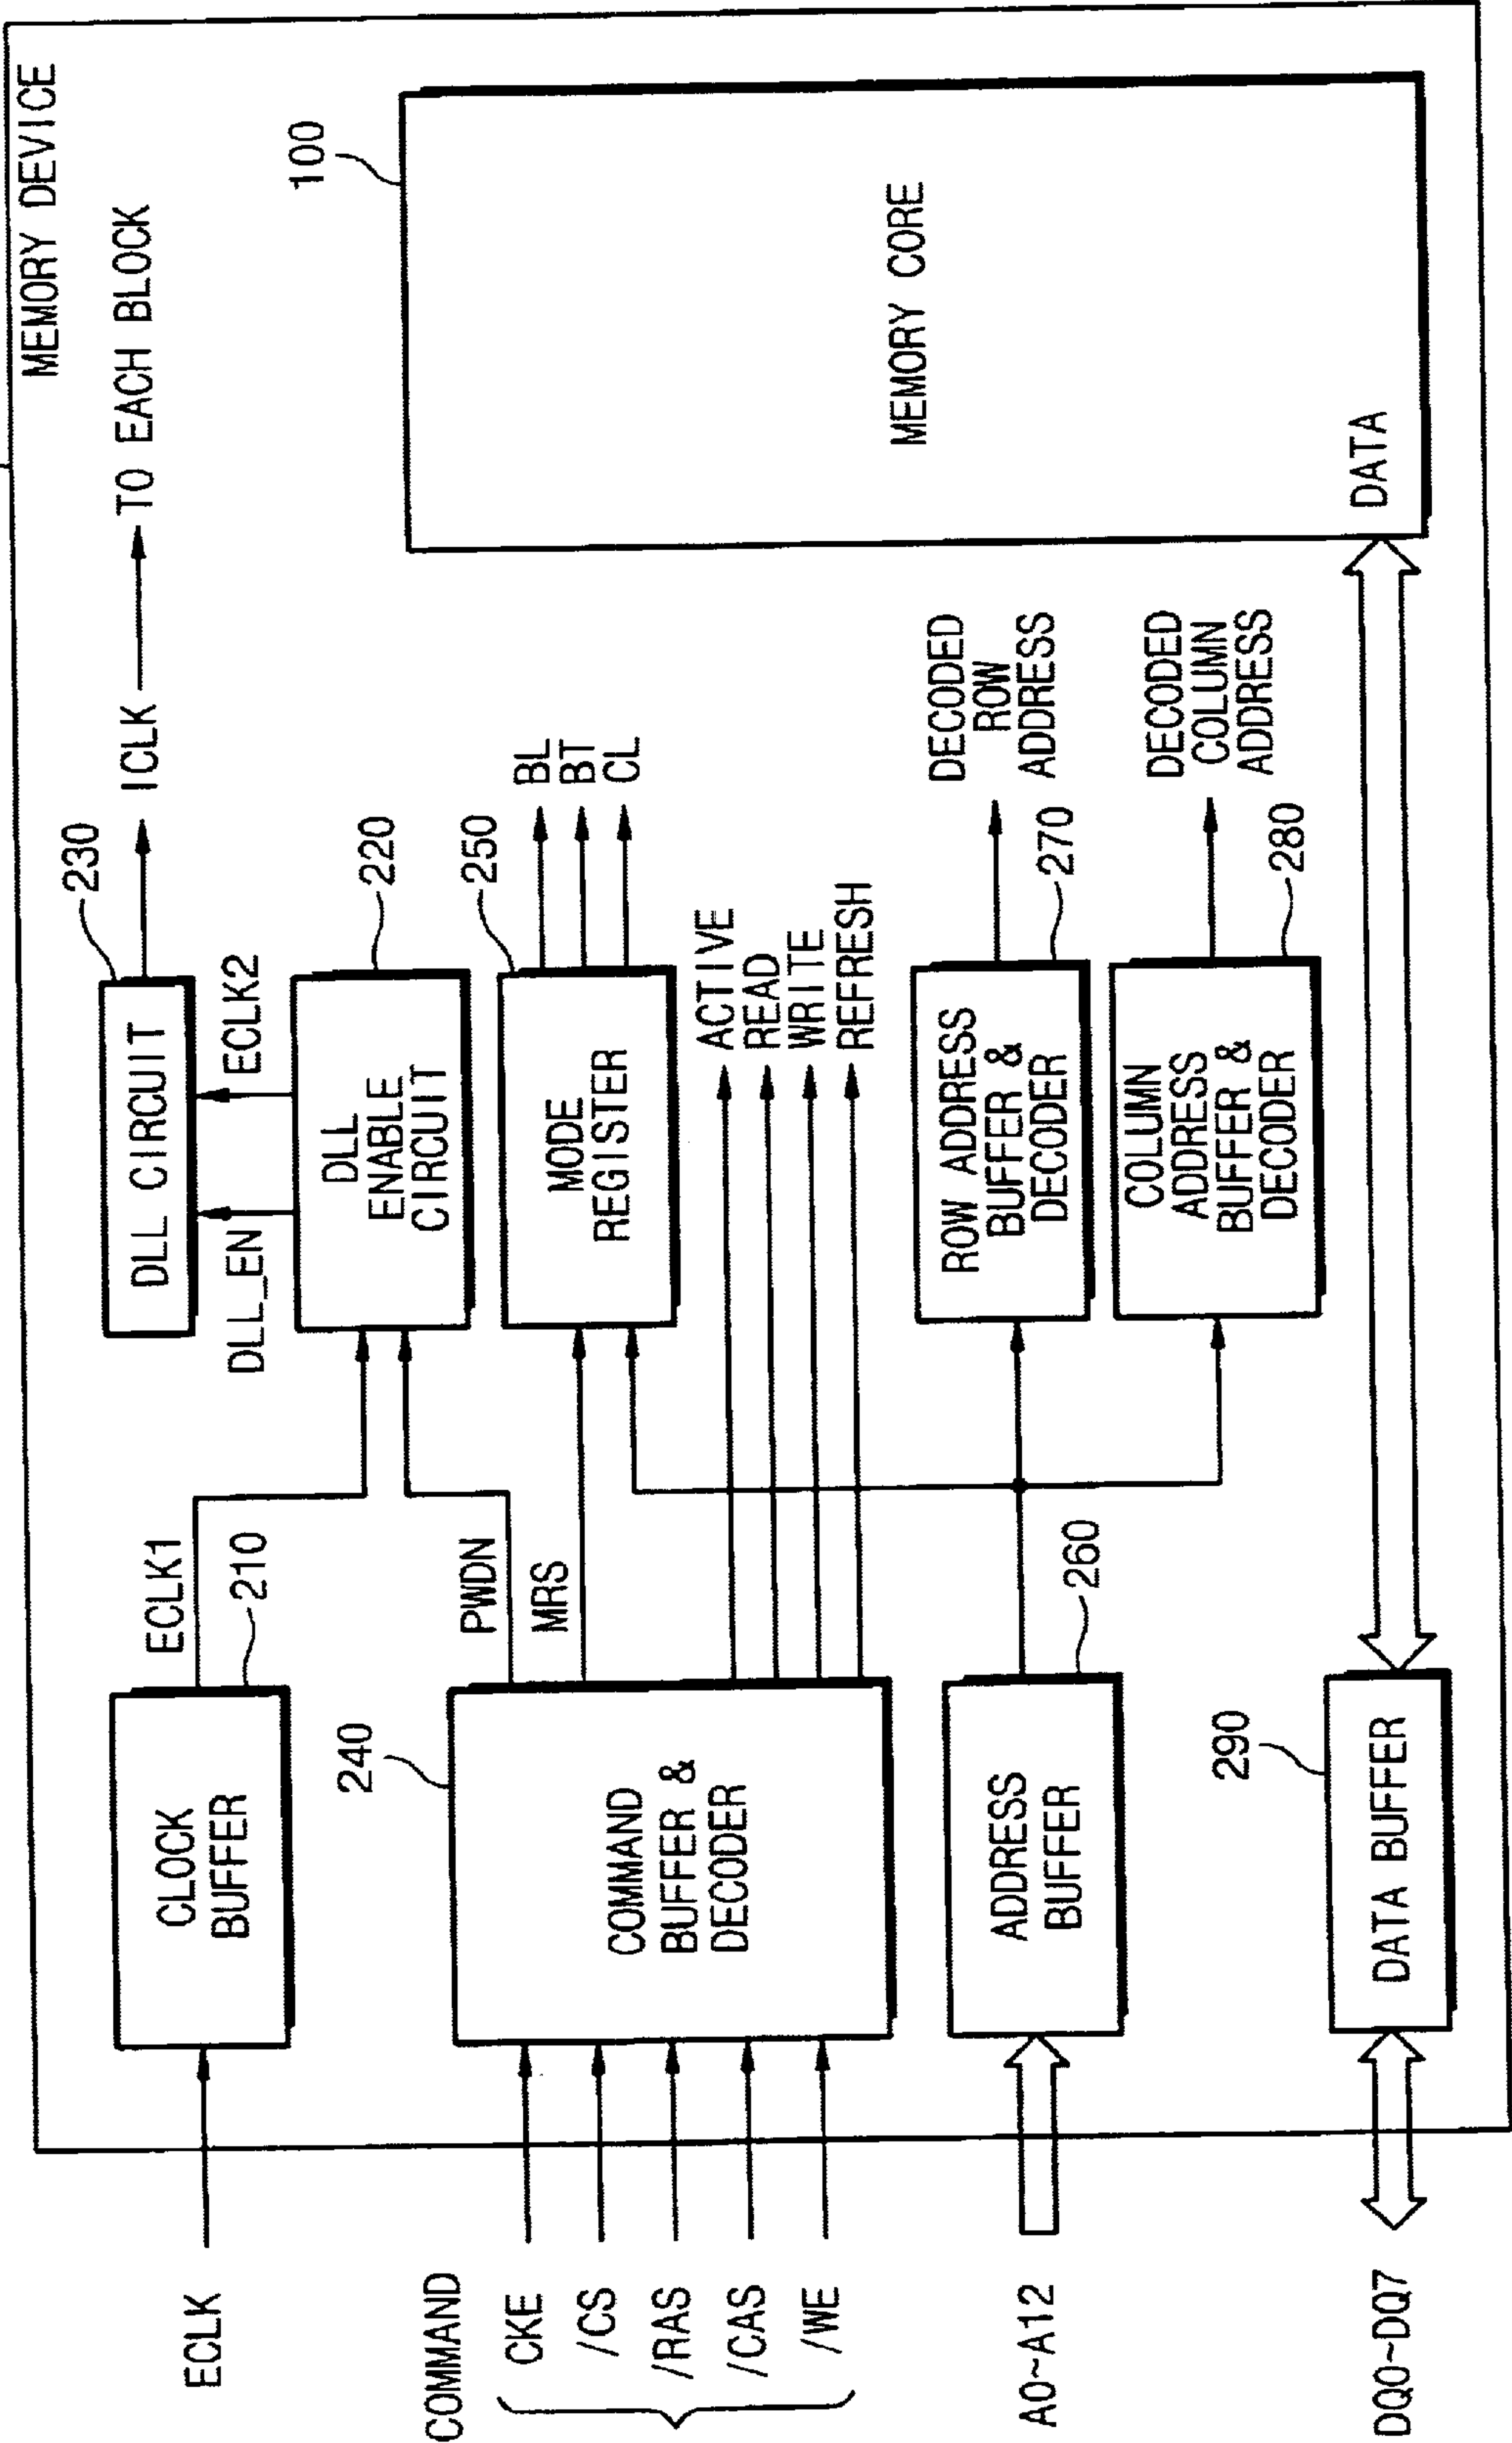 MEMORY DEVICE
ECLK
CLOCK
BUFFER
210
ECLK1
DLL CIRCUIT
230
ICLK
TO EACH BLOCK
DLL_EN
ECLK2
DLL
ENABLE
CIRCUIT
220
COMMAND
CKE
/CS
/RAS
/CAS
/WE
240
COMMAND
BUFFER &
DECODER
PWDN
MRS
MODE
REGISTER
250
BL
BT
CL
ACTIVE
READ
WRITE
REFRESH
100
MEMORY CORE
DATA
A0~A12
ADDRESS
BUFFER
260
ROW ADDRESS
BUFFER &
DECODER
270
DECODED
ROW
ADDRESS
COLUMN
ADDRESS
BUFFER &
DECODER
280
DECODED
COLUMN
ADDRESS
DQ0~DQ7
290
DATA BUFFER